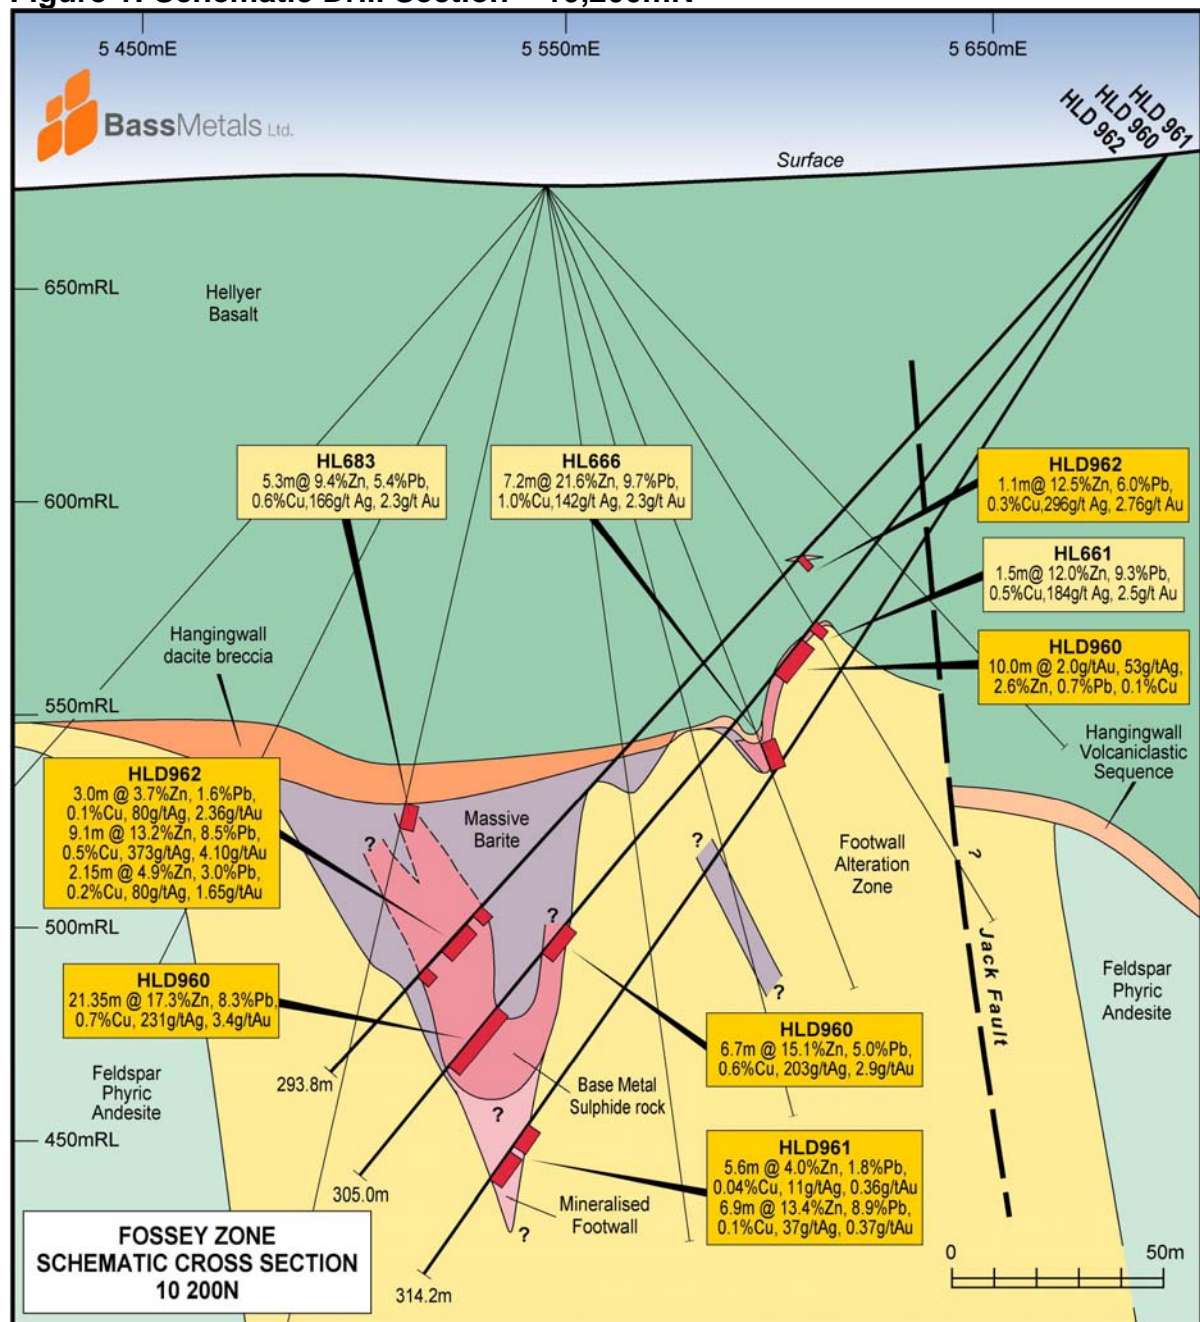 5 450mE
5 550mE
5 650mE
BassMetals Ltd.
HLD 962
HLD 960
HLD 961
Surface
650mRL
Hellyer
Basalt
600mRL
HL683
5.3m@ 9.4%Zn, 5.4%Pb,
0.6%Cu,166g/t Ag, 2.3g/t Au
HL666
7.2m@ 21.6%Zn, 9.7%Pb,
1.0%Cu,142g/t Ag, 2.3g/t Au
HLD962
1.1m@ 12.5%Zn, 6.0%Pb,
0.3%Cu,296g/t Ag, 2.76g/t Au
HL661
1.5m@ 12.0%Zn, 9.3%Pb,
0.5%Cu,184g/t Ag, 2.5g/t Au
HLD960
10.0m @ 2.0g/tAu, 53g/tAg,
2.6%Zn, 0.7%Pb, 0.1%Cu
Hangingwall
dacite breccia
550mRL
Hangingwall
Volcaniclastic
Sequence
HLD962
3.0m @ 3.7%Zn, 1.6%Pb,
0.1%Cu, 80g/tAg, 2.36g/tAu
9.1m @ 13.2%Zn, 8.5%Pb,
0.5%Cu, 373g/tAg, 4.10g/tAu
2.15m @ 4.9%Zn, 3.0%Pb,
0.2%Cu, 80g/tAg, 1.65g/tAu
?
Massive
Barite
?
Footwall
Alteration
Zone
?
500mRL
?
?
Jack Fault
HLD960
21.35m @ 17.3%Zn, 8.3%Pb,
0.7%Cu, 231g/tAg, 3.4g/tAu
Feldspar
Phyric
Andesite
HLD960
6.7m @ 15.1%Zn, 5.0%Pb,
0.6%Cu, 203g/tAg, 2.9g/tAu
293.8m
Feldspar
Phyric
Andesite
Base Metal
Sulphide rock
?
450mRL
HLD961
5.6m @ 4.0%Zn, 1.8%Pb,
0.04%Cu, 11g/tAg, 0.36g/tAu
6.9m @ 13.4%Zn, 8.9%Pb,
0.1%Cu, 37g/tAg, 0.37g/tAu
305.0m
Mineralised
Footwall
?
FOSSEY ZONE
SCHEMATIC CROSS SECTION
10 200N
314.2m
0 50m